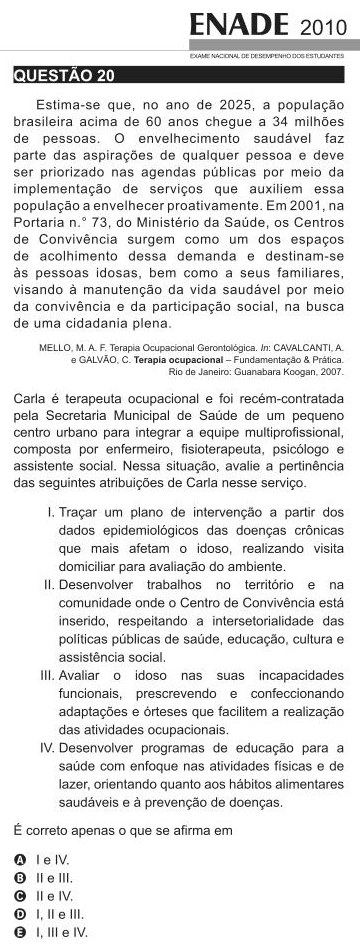 ENADE 2010
EXAME NACIONAL DE DESEMPENHO DOS ESTUDANTES
QUESTÃO 20
Estima-se que, no ano de 2025, a população
brasileira acima de 60 anos chegue a 34 milhões
de pessoas. O envelhecimento saudável faz
parte das aspirações de qualquer pessoa e deve
ser priorizado nas agendas públicas por meio da
implementação de serviços que auxiliem essa
população a envelhecer proativamente. Em 2001, na
Portaria n.° 73, do Ministério da Saúde, os Centros
de Convivência surgem como um dos espaços
de acolhimento dessa demanda e destinam-se
às pessoas idosas, bem como a seus familiares,
visando à manutenção da vida saudável por meio
da convivência e da participação social, na busca
de uma cidadania plena.
MELLO, M. A. F. Terapia Ocupacional Gerontológica. In: CAVALCANTI, A.
e GALVÃO, C. Terapia ocupacional – Fundamentação & Prática.
Rio de Janeiro: Guanabara Koogan, 2007.
Carla é terapeuta ocupacional e foi recém-contratada
pela Secretaria Municipal de Saúde de um pequeno
centro urbano para integrar a equipe multiprofissional,
composta por enfermeiro, fisioterapeuta, psicólogo e
assistente social. Nessa situação, avalie a pertinência
das seguintes atribuições de Carla nesse serviço.
I. Traçar um plano de intervenção a partir dos
dados epidemiológicos das doenças crônicas
que mais afetam o idoso, realizando visita
domiciliar para avaliação do ambiente.
II. Desenvolver trabalhos no território e na
comunidade onde o Centro de Convivência está
inserido, respeitando a intersetorialidade das
políticas públicas de saúde, educação, cultura e
assistência social.
III. Avaliar o idoso nas suas incapacidades
funcionais, prescrevendo e confeccionando
adaptações e órteses que facilitem a realização
das atividades ocupacionais.
IV. Desenvolver programas de educação para a
saúde com enfoque nas atividades físicas e de
lazer, orientando quanto aos hábitos alimentares
saudáveis e à prevenção de doenças.
É correto apenas o que se afirma em
A I e IV.
B II e III.
C II e IV.
D I, II e III.
E I, III e IV.